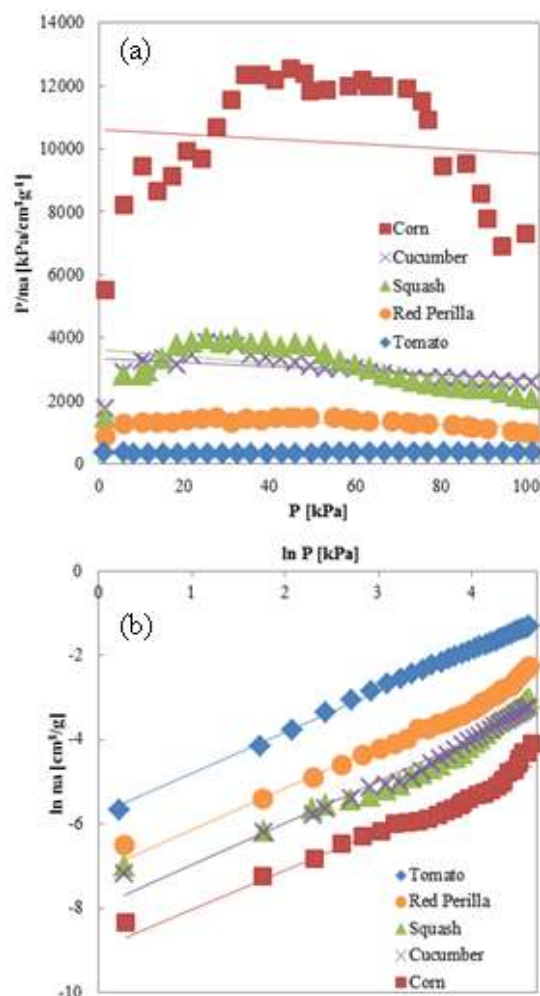 14000
(a)
12000
10000
8000
6000
4000
2000
0
P/na [kPa/cm³g⁻¹]
Corn
Cucumber
Squash
Red Perilla
Tomato
0 20 40 60 80 100
P [kPa]
ln P [kPa]
0 1 2 3 4
0
(b)
-2
-4
-6
-8
-10
ln na [cm³/g]
Tomato
Red Perilla
Squash
Cucumber
Corn